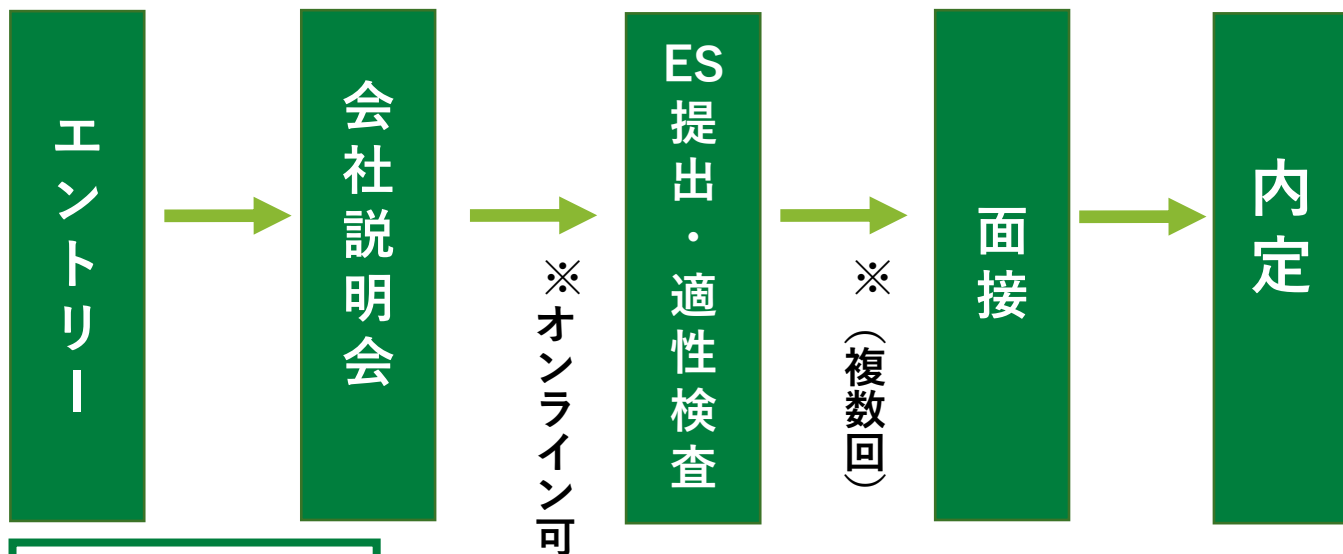 エントリー
会社説明会
※オンライン可
ES提出・適性検査
※（複数回）
面接
内定